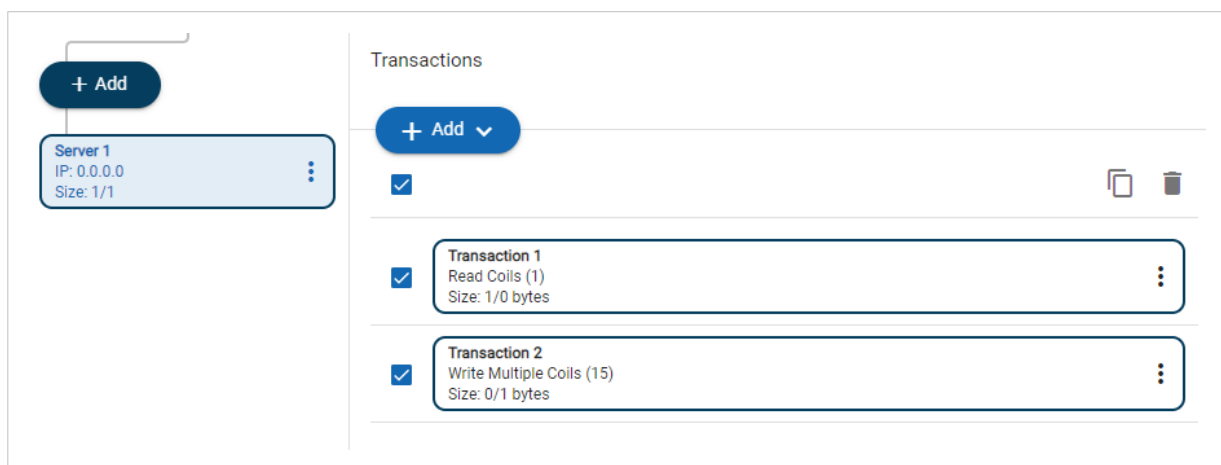 + Add
Server 1
IP: 0.0.0.0
Size: 1/1
Transactions
+ Add
Transaction 1
Read Coils (1)
Size: 1/0 bytes
Transaction 2
Write Multiple Coils (15)
Size: 0/1 bytes